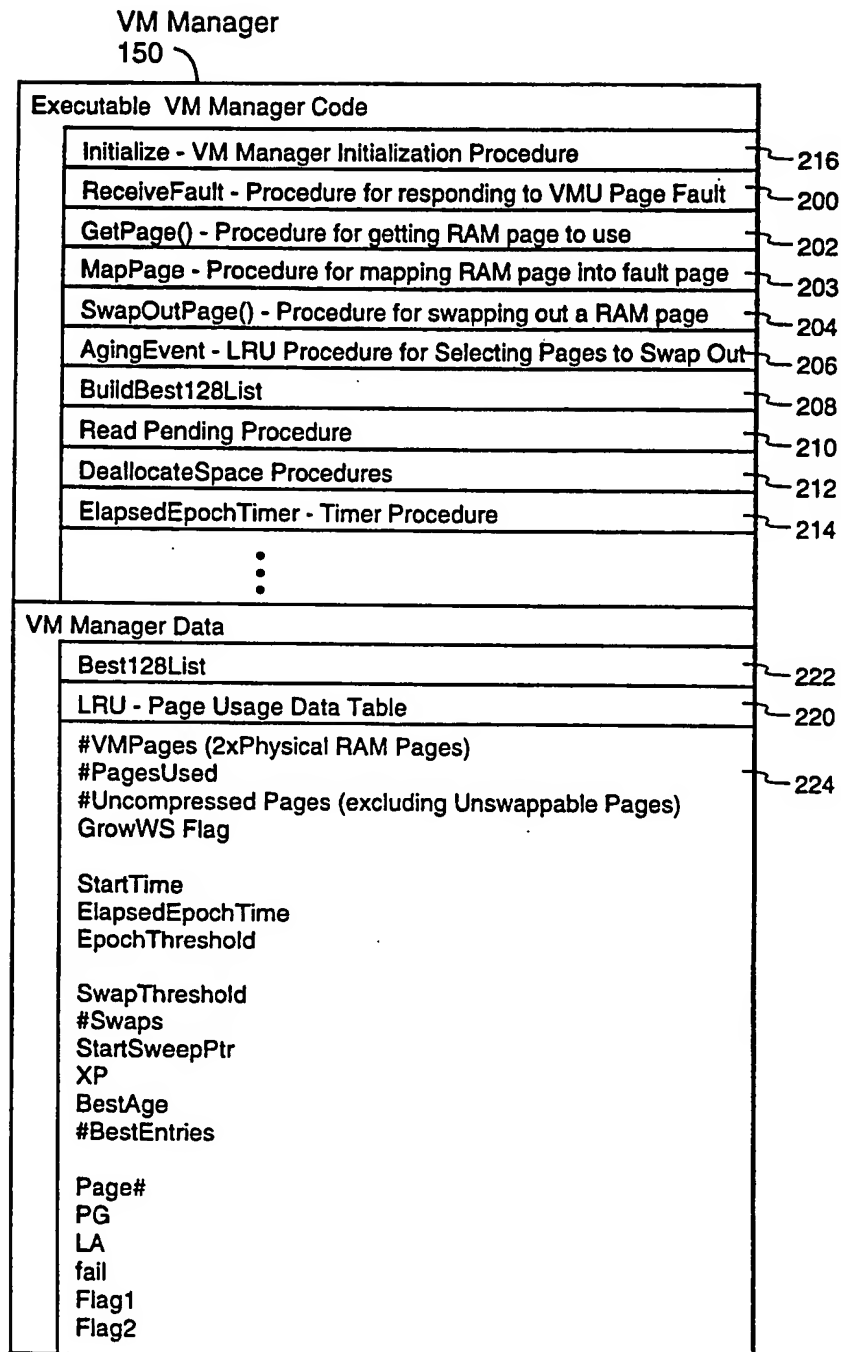 VM Manager
150
Executable VM Manager Code
Initialize - VM Manager Initialization Procedure
216
ReceiveFault - Procedure for responding to VMU Page Fault
200
GetPage() - Procedure for getting RAM page to use
202
MapPage - Procedure for mapping RAM page into fault page
203
SwapOutPage() - Procedure for swapping out a RAM page
204
AgingEvent - LRU Procedure for Selecting Pages to Swap Out
206
BuildBest128List
208
Read Pending Procedure
210
DeallocateSpace Procedures
212
ElapsedEpochTimer - Timer Procedure
214
VM Manager Data
Best128List
222
LRU - Page Usage Data Table
220
#VMPages (2xPhysical RAM Pages)
#PagesUsed
224
#Uncompressed Pages (excluding Unswappable Pages)
GrowWS Flag
StartTime
ElapsedEpochTime
EpochThreshold
SwapThreshold
#Swaps
StartSweepPtr
XP
BestAge
#BestEntries
Page#
PG
LA
fail
Flag1
Flag2